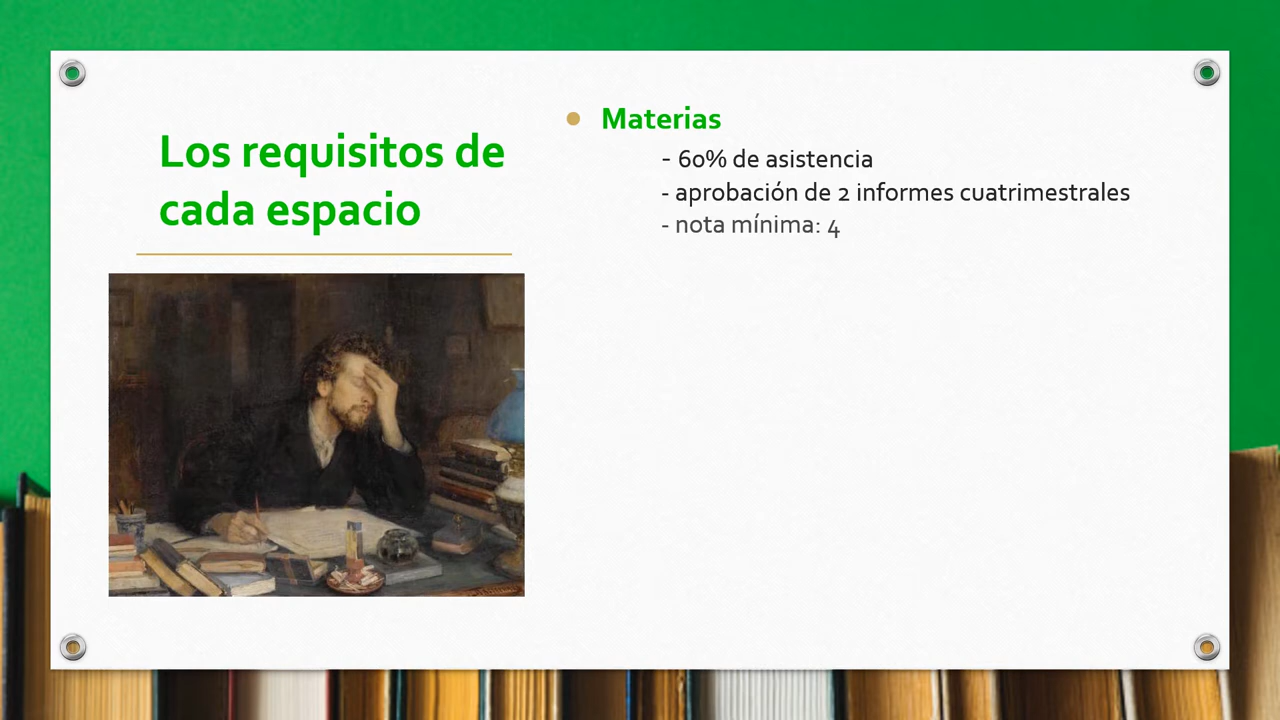 Los requisitos de
cada espacio
Materias
- 60% de asistencia
- aprobación de 2 informes cuatrimestrales
- nota mínima: 4